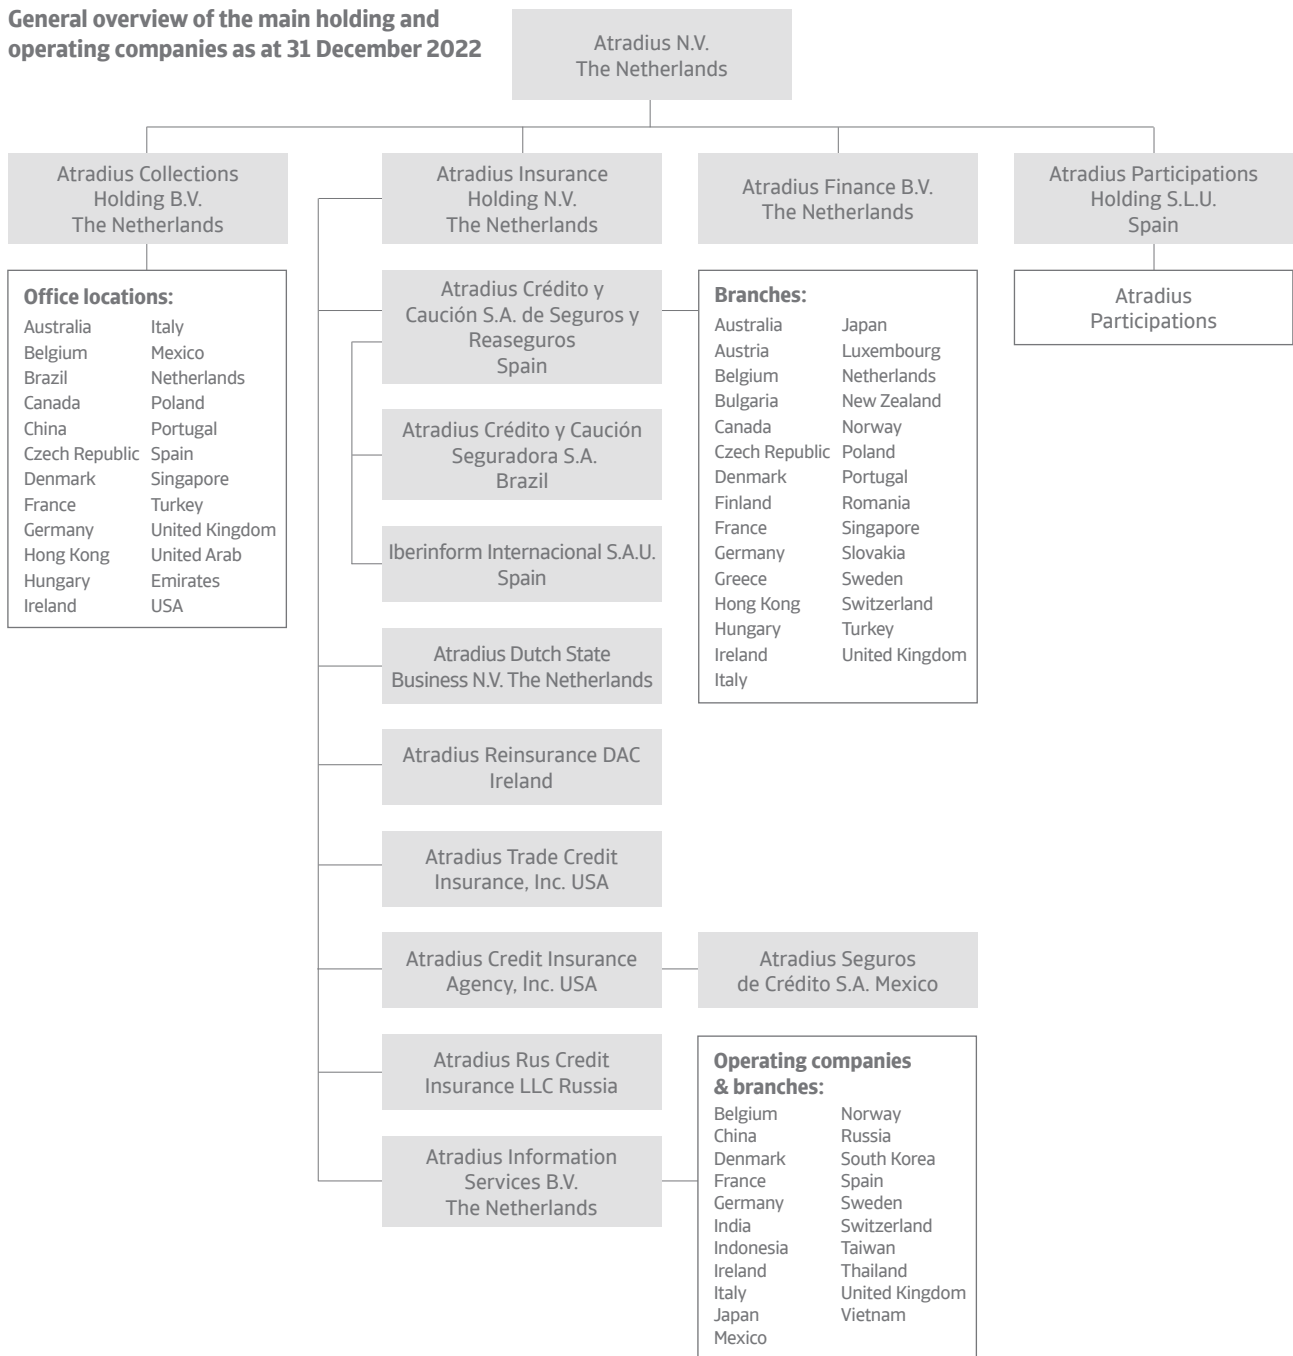 General overview of the main holding and
operating companies as at 31 December 2022
Atradius N.V.
The Netherlands
Atradius Collections
Holding B.V.
The Netherlands
Atradius Insurance
Holding N.V.
The Netherlands
Atradius Finance B.V.
The Netherlands
Atradius Participations
Holding S.L.U.
Spain
Office locations:
Australia
Belgium
Brazil
Canada
China
Czech Republic
Denmark
France
Germany
Hong Kong
Hungary
Ireland
Italy
Mexico
Netherlands
Poland
Portugal
Spain
Singapore
Turkey
United Kingdom
United Arab
Emirates
USA
Atradius Crédito y
Caución S.A. de Seguros y
Reaseguros
Spain
Branches:
Australia
Austria
Belgium
Bulgaria
Canada
Czech Republic
Denmark
Finland
France
Germany
Greece
Hong Kong
Hungary
Ireland
Italy
Japan
Luxembourg
Netherlands
New Zealand
Norway
Poland
Portugal
Romania
Singapore
Slovakia
Sweden
Switzerland
Turkey
United Kingdom
Atradius
Participations
Atradius Crédito y Caución
Seguradora S.A.
Brazil
Iberinform Internacional S.A.U.
Spain
Atradius Dutch State
Business N.V. The Netherlands
Atradius Reinsurance DAC
Ireland
Atradius Trade Credit
Insurance, Inc. USA
Atradius Credit Insurance
Agency, Inc. USA
Atradius Seguros
de Crédito S.A. Mexico
Atradius Rus Credit
Insurance LLC Russia
Atradius Information
Services B.V.
The Netherlands
Operating companies
& branches:
Belgium
China
Denmark
France
Germany
India
Indonesia
Ireland
Italy
Japan
Mexico
Norway
Russia
South Korea
Spain
Sweden
Switzerland
Taiwan
Thailand
United Kingdom
Vietnam